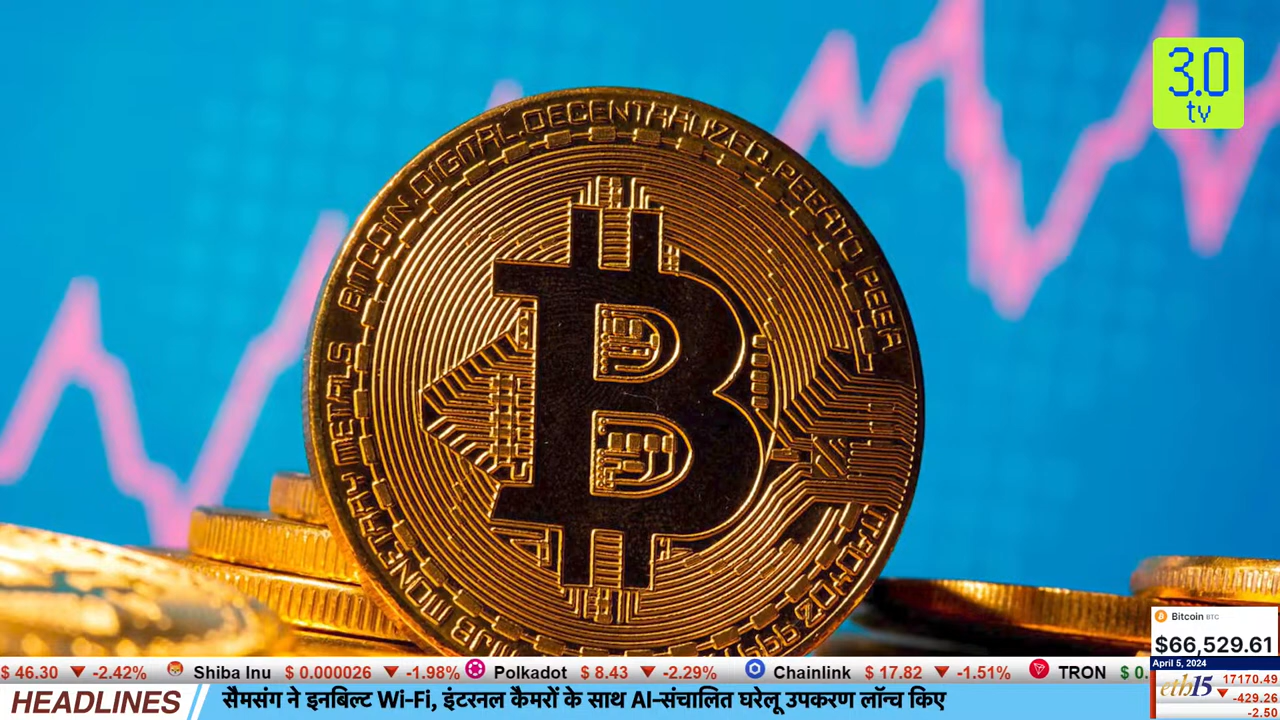 3.0
tv
BITCOIN.DIGITAL.DECENTRALIZED.PEER TO PEER
$ 46.30 ▼ -2.42% Shiba Inu $ 0.000026 ▼ -1.98% Polkadot $ 8.43 ▼ -2.29% Chainlink $ 17.82 ▼ -1.51% TRON $ 0.
HEADLINES सैमसंग ने इनबिल्ट Wi-Fi, इंटरनल कैमरों के साथ AI-संचालित घरेलू उपकरण लॉन्च किए
Bitcoin BTC
$66,529.61
April 5, 2024
eth15 17170.49
▼ -429.26
-2.50